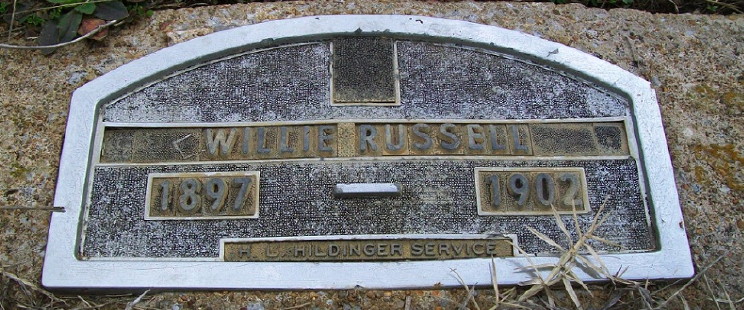 WILLIE RUSSELL
1897 - 1902
H. L. HILDINGER SERVICE